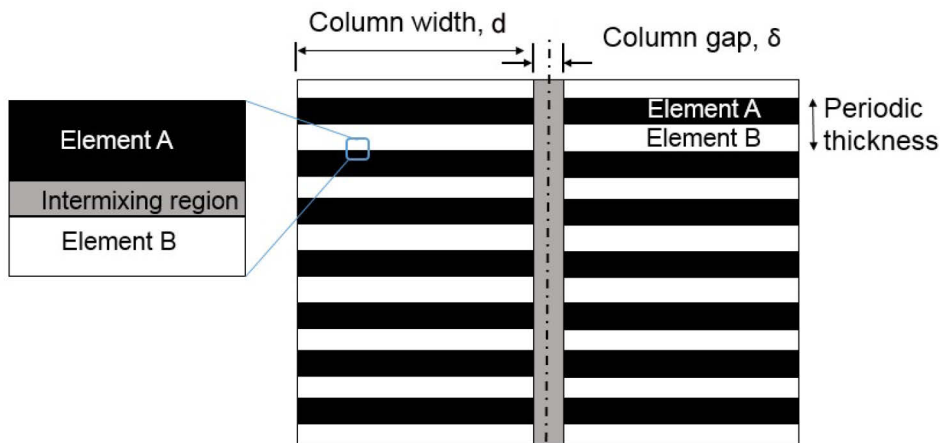 Column width, d
Column gap, δ
Element A
Intermixing region
Element B
Element A
Element B
Periodic
thickness